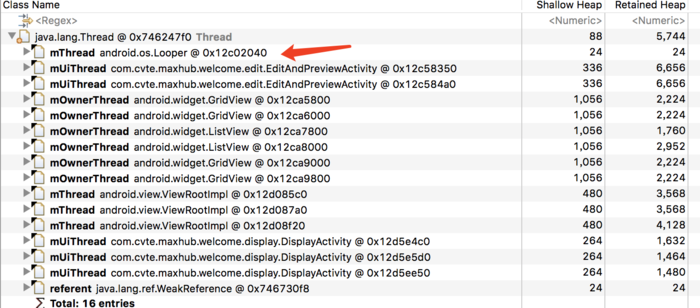 Class Name Shallow Heap Retained Heap
<Regex> <Numeric> <Numeric>
java.lang.Thread @ 0x746247f0 Thread 88 5,744
mThread android.os.Looper @ 0x12c02040 24 24
mUiThread com.cvte.maxhub.welcome.edit.EditAndPreviewActivity @ 0x12c58350 336 6,656
mUiThread com.cvte.maxhub.welcome.edit.EditAndPreviewActivity @ 0x12c584a0 336 6,656
mOwnerThread android.widget.GridView @ 0x12ca5800 1,056 2,224
mOwnerThread android.widget.GridView @ 0x12ca6000 1,056 2,224
mOwnerThread android.widget.ListView @ 0x12ca7800 1,056 1,760
mOwnerThread android.widget.ListView @ 0x12ca8000 1,056 2,952
mOwnerThread android.widget.GridView @ 0x12ca9000 1,056 2,224
mOwnerThread android.widget.GridView @ 0x12ca9800 1,056 2,224
mThread android.view.ViewRootImpl @ 0x12d085c0 480 3,568
mThread android.view.ViewRootImpl @ 0x12d087a0 480 3,568
mThread android.view.ViewRootImpl @ 0x12d08f20 480 4,128
mUiThread com.cvte.maxhub.welcome.display.DisplayActivity @ 0x12d5e4c0 264 1,632
mUiThread com.cvte.maxhub.welcome.display.DisplayActivity @ 0x12d5e5d0 264 1,464
mUiThread com.cvte.maxhub.welcome.display.DisplayActivity @ 0x12d5ee50 264 1,480
referent java.lang.ref.WeakReference @ 0x746730f8 24 24
Σ Total: 16 entries